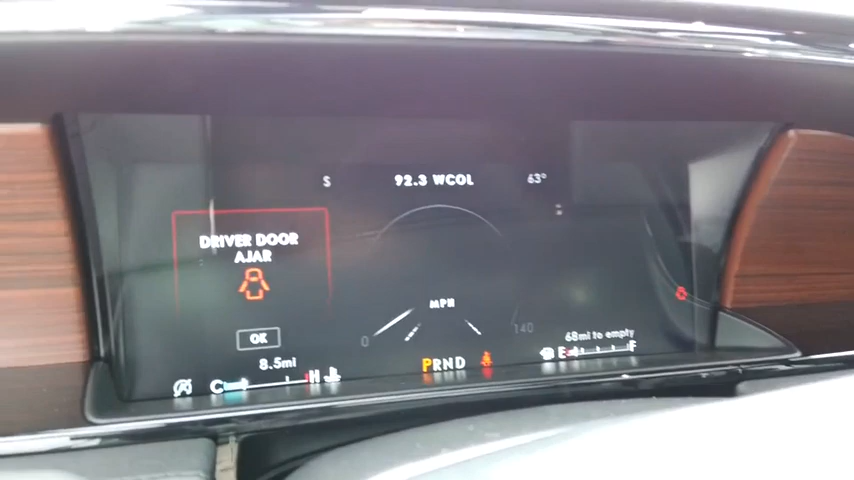 S
92.3 WCOL
63°
DRIVER DOOR
AJAR
OK
MPH
0
140
8.5mi
68mi to empty
C H
PRND
E F